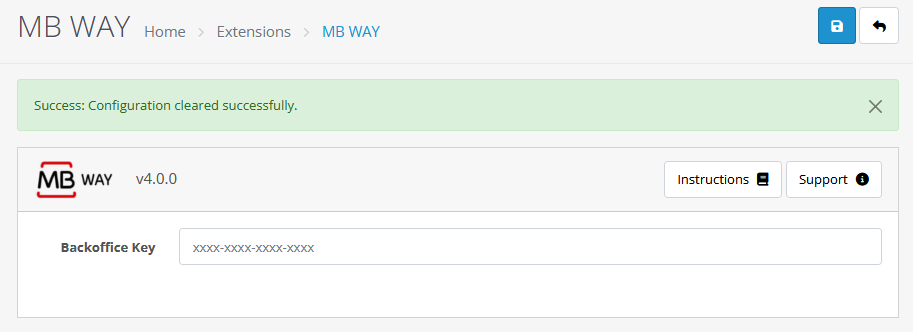 MB WAY Home > Extensions > MB WAY
Success: Configuration cleared successfully.
MB WAY v4.0.0 Instructions Support
Backoffice Key xxxx-xxxx-xxxx-xxxx